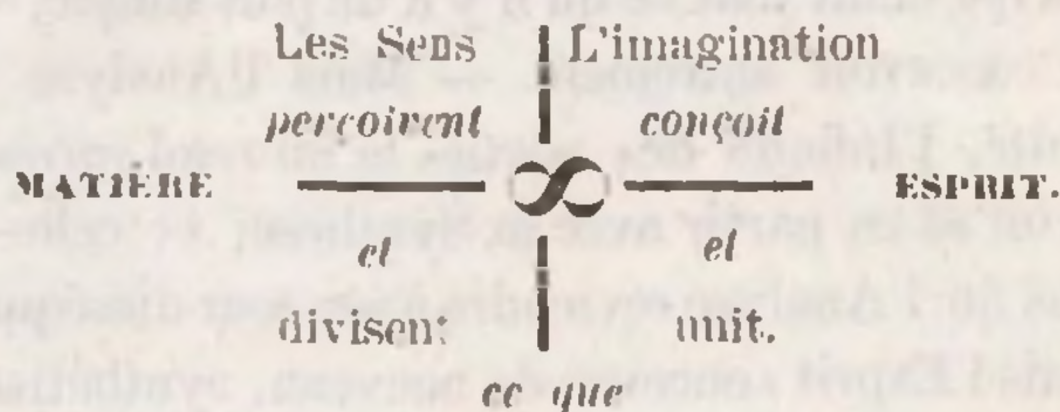 Les Sens L'imagination
perçoivent conçoit
MATIÈRE ∞ ESPRIT.
et et
divisent unit.
ce que